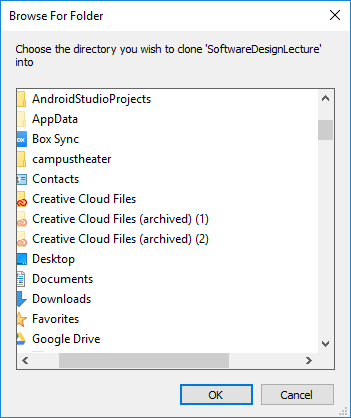 Browse For Folder
Choose the directory you wish to clone 'SoftwareDesignLecture'
into
AndroidStudioProjects
AppData
box Box Sync
campustheater
Contacts
Creative Cloud Files
Creative Cloud Files (archived) (1)
Creative Cloud Files (archived) (2)
Desktop
Documents
Downloads
Favorites
Google Drive
OK Cancel